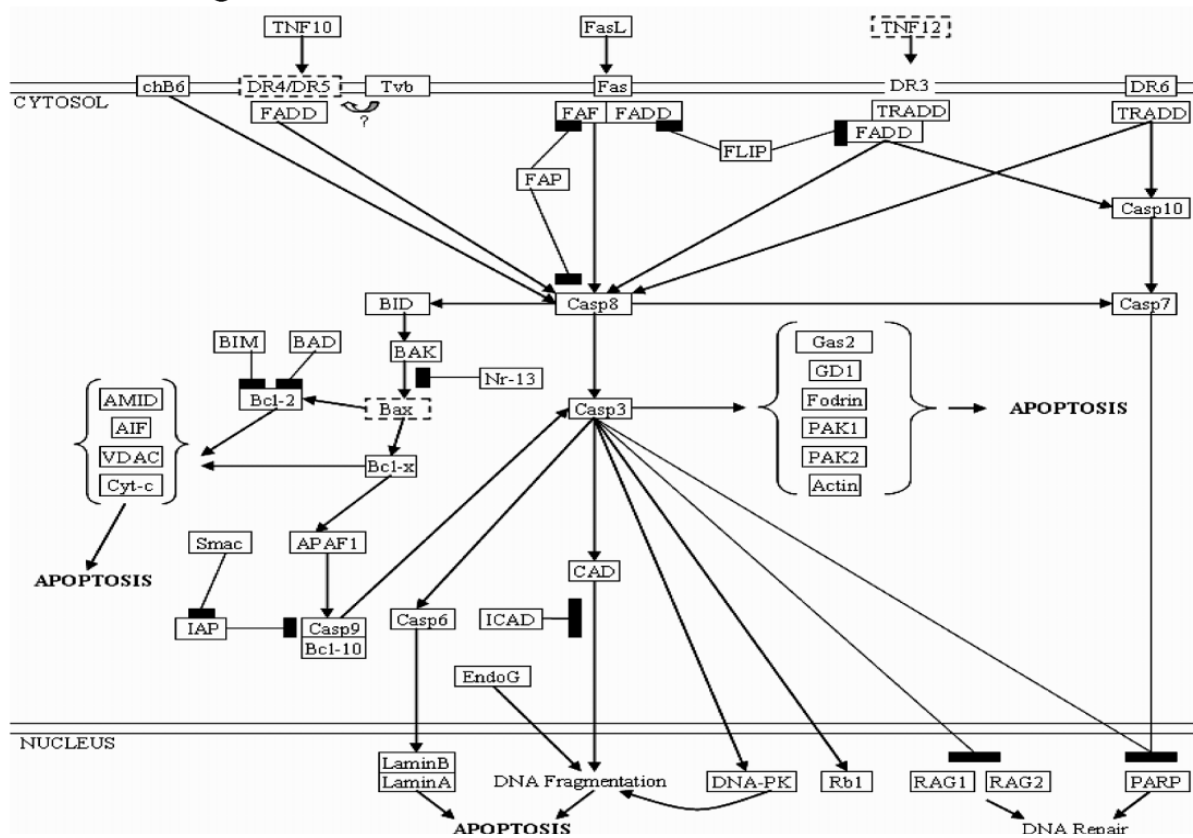 TNF10 FasL TNF12
chB6 DR4/DR5 Tvb Fas DR3 DR6
CYTOSOL
FADD ? FAF FADD TRADD TRADD
FADD
FLIP
FAP
Casp10
BID Casp8 Casp7
BIM BAD BAK Gas2
Nr-13 GD1
AMID Bcl-2 Bax Casp3 Fodrin APOPTOSIS
AIF PAK1
VDAC Bcl-x PAK2
Cyt-c Actin
Smac APAF1
CAD
APOPTOSIS
IAP Casp9 Casp6 ICAD
Bcl-10
EndoG
NUCLEUS
LaminB
LaminA DNA Fragmentation DNA-PK Rb1 RAG1 RAG2 PARP
APOPTOSIS DNA Repair